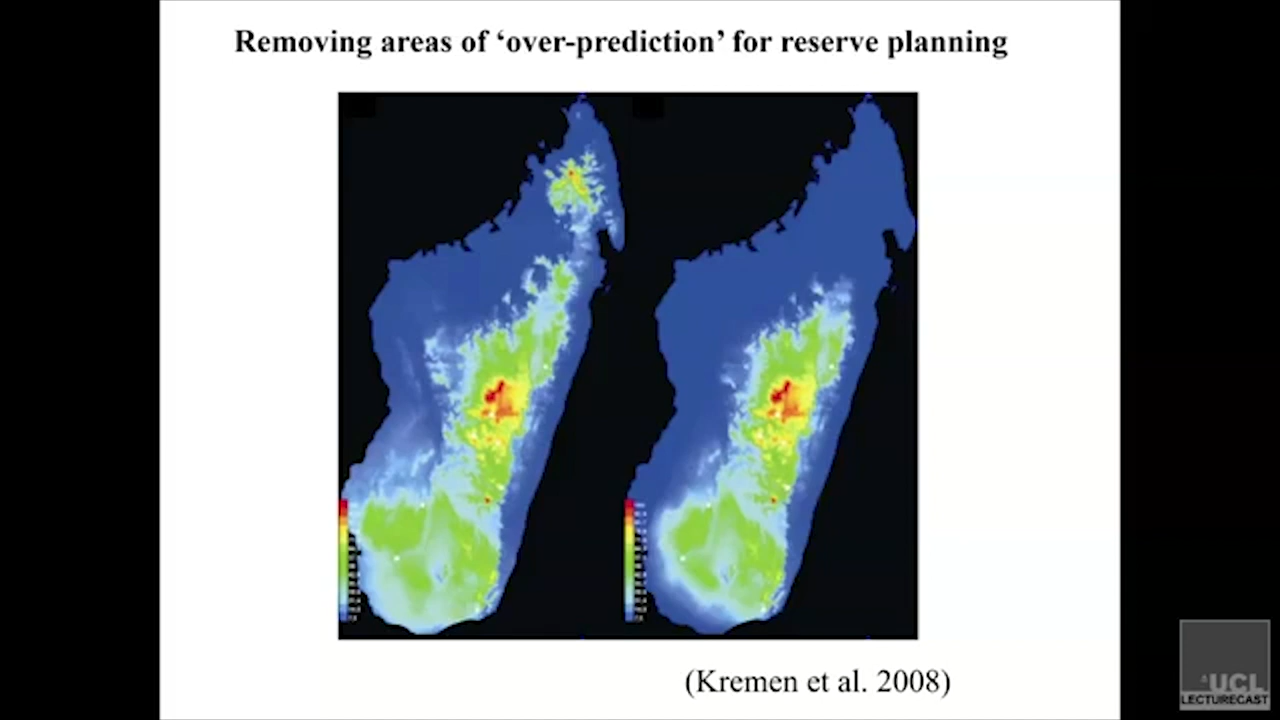 Removing areas of ‘over-prediction’ for reserve planning
(Kremen et al. 2008)
UCL
LECTURECAST